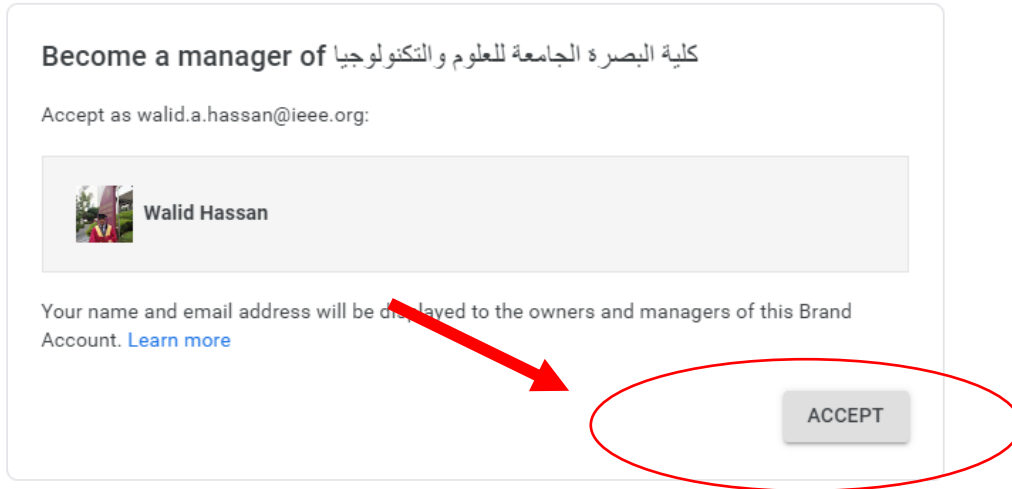 Become a manager of كلية البصرة الجامعة للعلوم والتكنولوجيا
Accept as walid.a.hassan@ieee.org:
Walid Hassan
Your name and email address will be displayed to the owners and managers of this Brand
Account. Learn more
ACCEPT